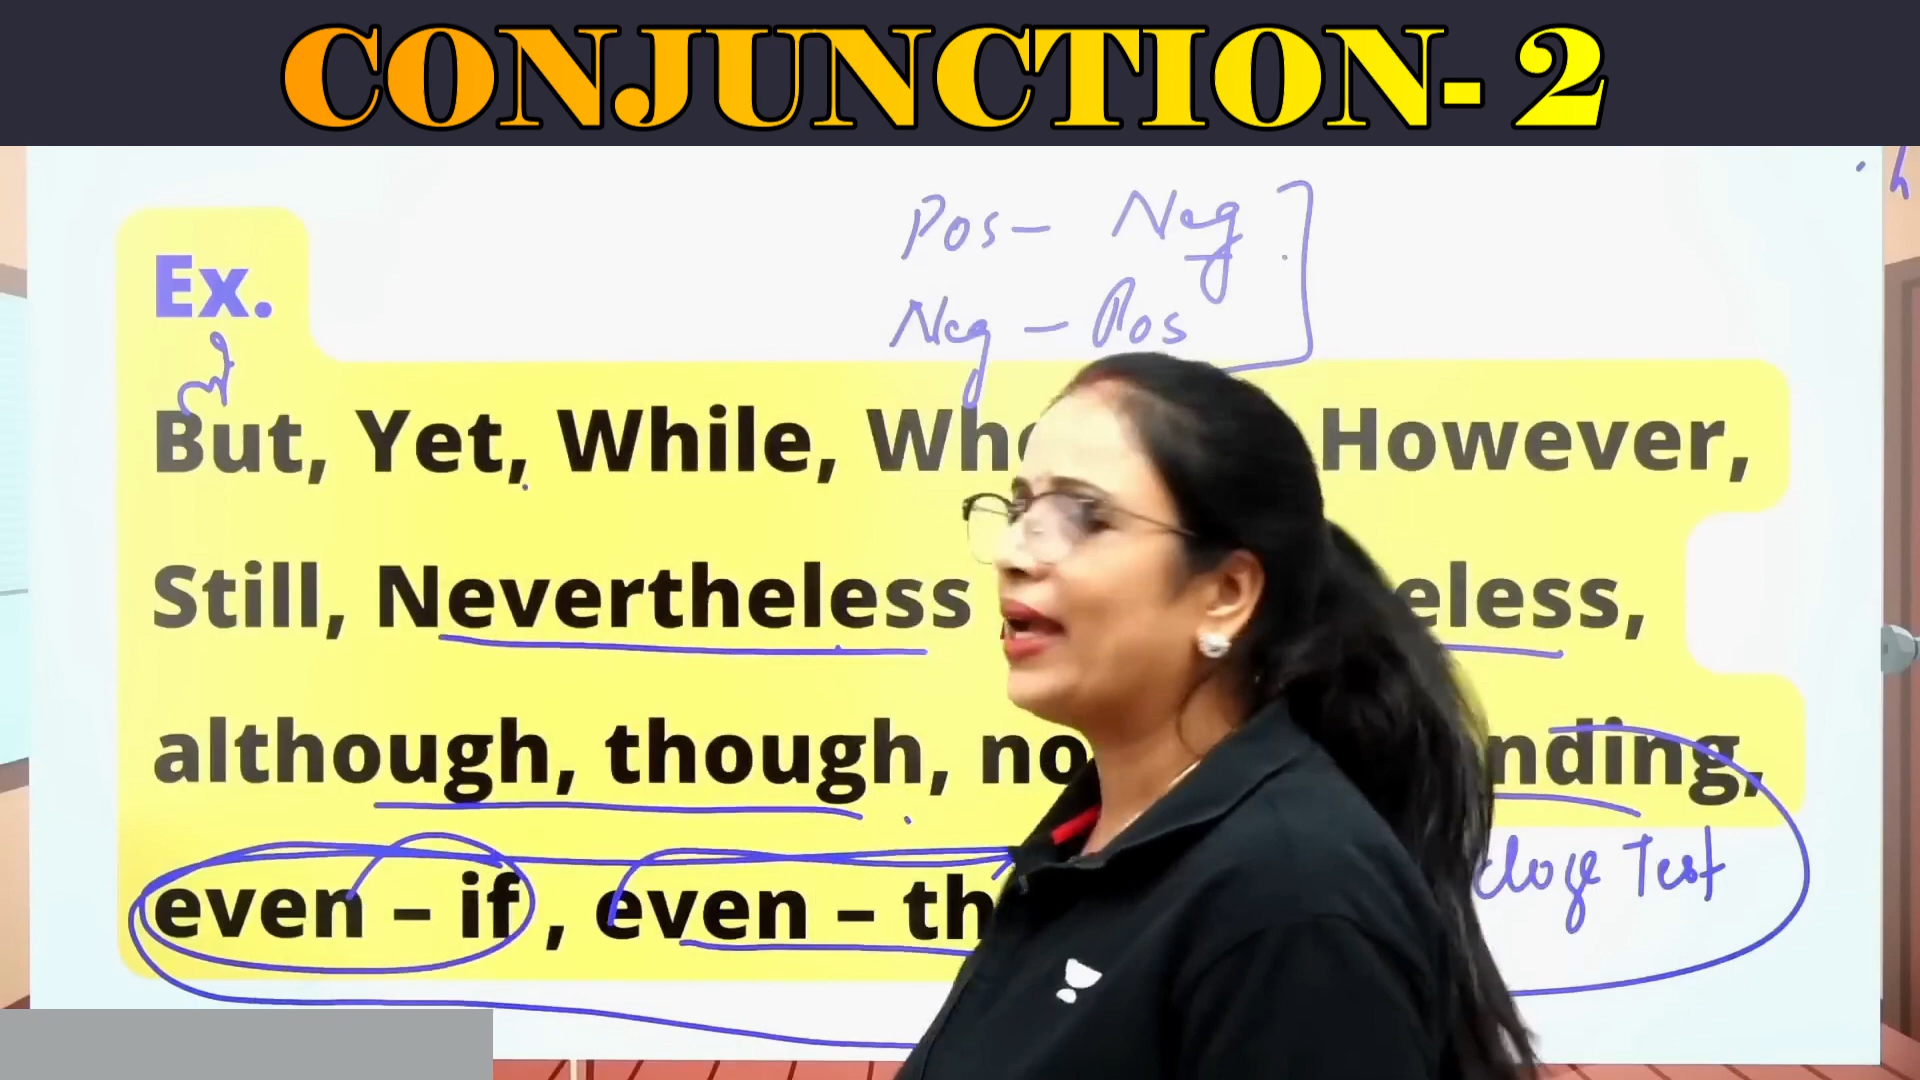 CONJUNCTION- 2
Pos - Neg
Ex.
Neg - Pos
But, Yet, While, However,
Still, Nevertheless eless,
although, though, no nding,
Test
even – if , even – th